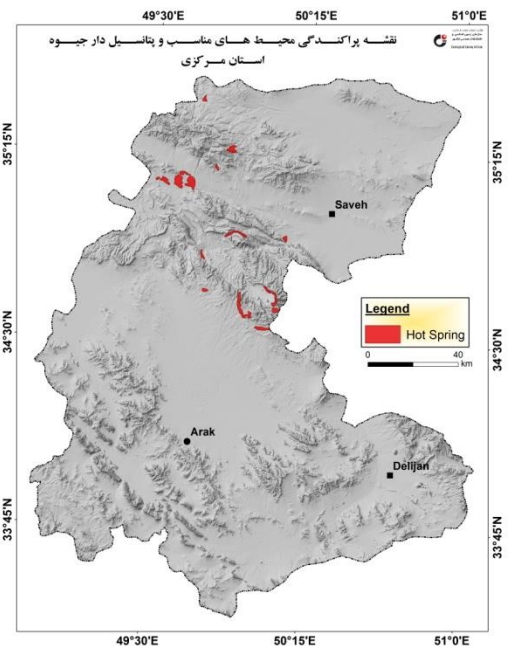 49°30'E 50°15'E 51°0'E
نقشه پراکندگی محیط های مناسب و پتانسیل دار جیوه
استان مرکزی
35°15'N 35°15'N
Saveh
Legend
Hot Spring
34°30'N 34°30'N
0 40
km
Arak
Delijan
33°45'N 33°45'N
49°30'E 50°15'E 51°0'E